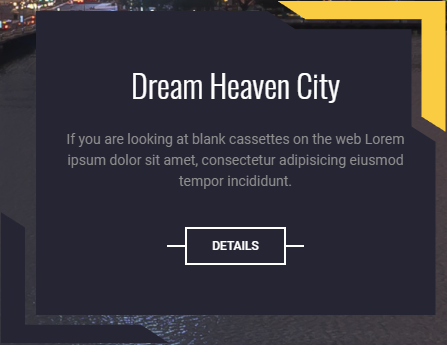 Dream Heaven City
If you are looking at blank cassettes on the web Lorem
ipsum dolor sit amet, consectetur adipisicing eiusmod
tempor incididunt.
DETAILS